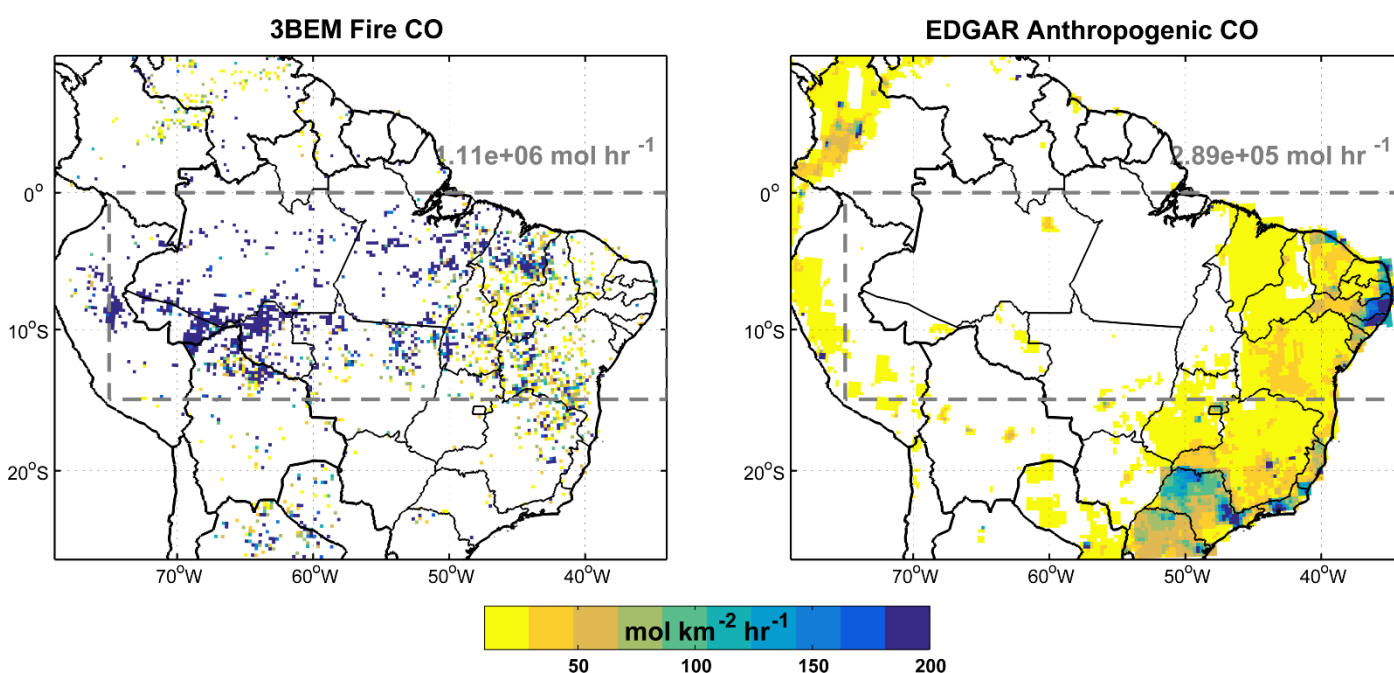 3BEM Fire CO
EDGAR Anthropogenic CO
.11e+06 mol hr -1
2.89e+05 mol hr -1
0°
10°S
20°S
70°W
60°W
50°W
40°W
0°
10°S
20°S
70°W
60°W
50°W
40°W
mol km-2 hr-1
50
100
150
200